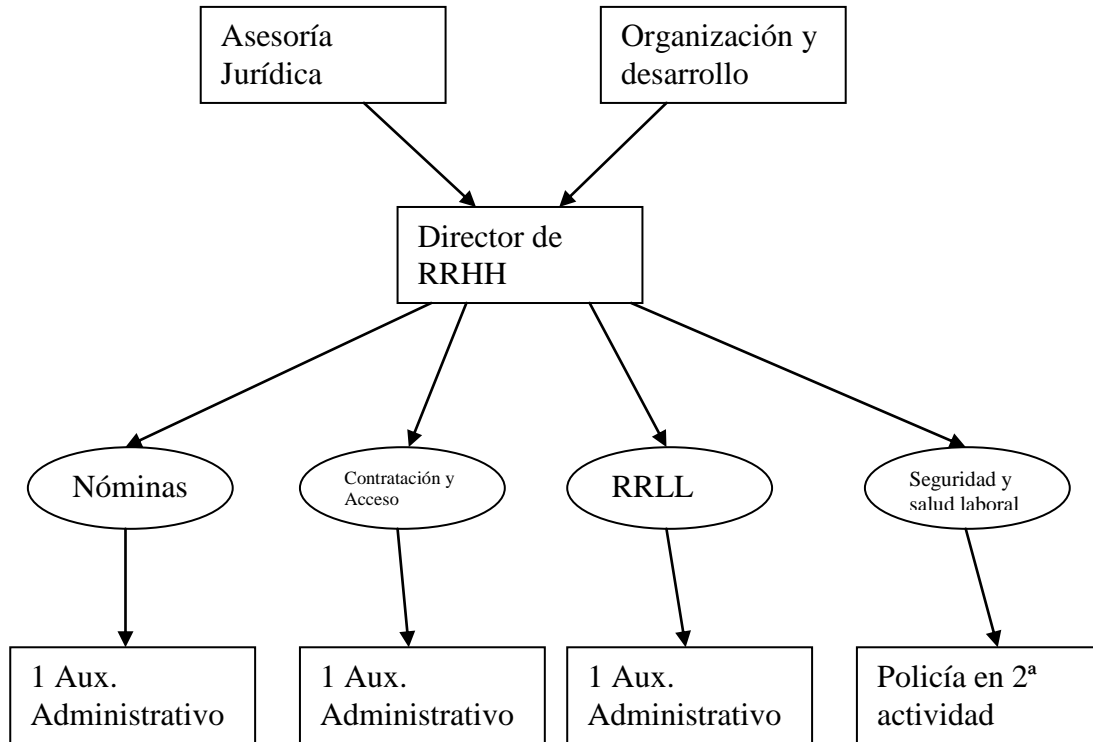 Asesoría
Jurídica
Organización y
desarrollo
Director de
RRHH
Nóminas
Contratación y
Acceso
RRLL
Seguridad y
salud laboral
1 Aux.
Administrativo
1 Aux.
Administrativo
1 Aux.
Administrativo
Policía en 2ª
actividad